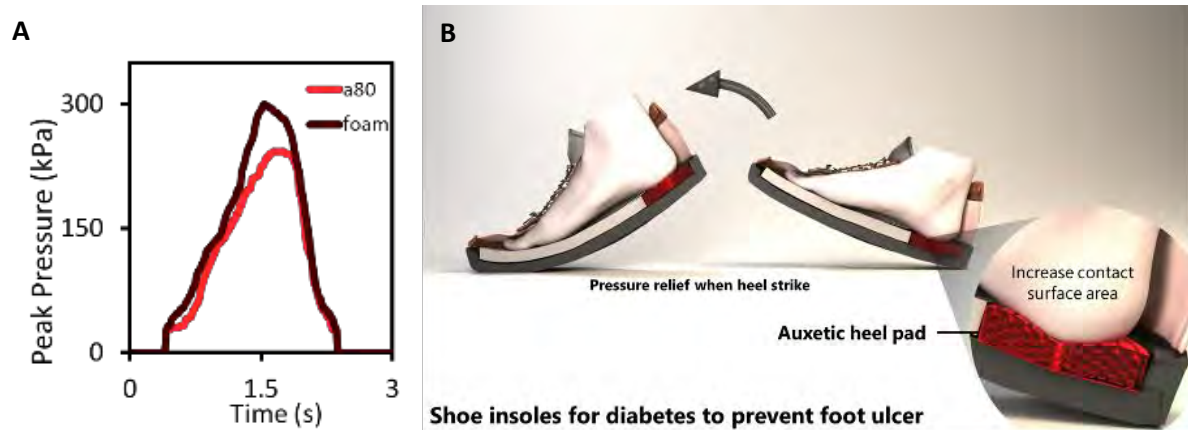 A
B
a80
foam
300
150
0
Peak Pressure (kPa)
0
1.5
3
Time (s)
Pressure relief when heel strike
Increase contact
surface area
Auxetic heel pad
Shoe insoles for diabetes to prevent foot ulcer